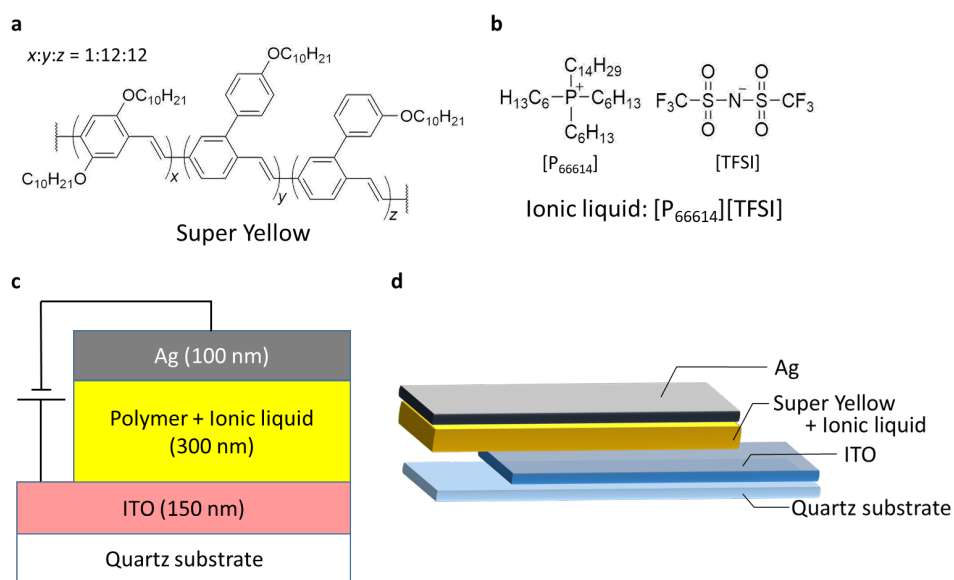 a
x:y:z = 1:12:12
OC₁₀H₂₁
OC₁₀H₂₁
OC₁₀H₂₁
C₁₀H₂₁O
x
y
z
Super Yellow
b
C₁₄H₂₉
H₁₃C₆–P⁺–C₆H₁₃
C₆H₁₃
[P₆₆₆₁₄]
O O
F₃C–S–N⁻–S–CF₃
O O
[TFSI]
Ionic liquid: [P₆₆₆₁₄][TFSI]
c
Ag (100 nm)
Polymer + Ionic liquid
(300 nm)
ITO (150 nm)
Quartz substrate
d
Ag
Super Yellow
+ Ionic liquid
ITO
Quartz substrate